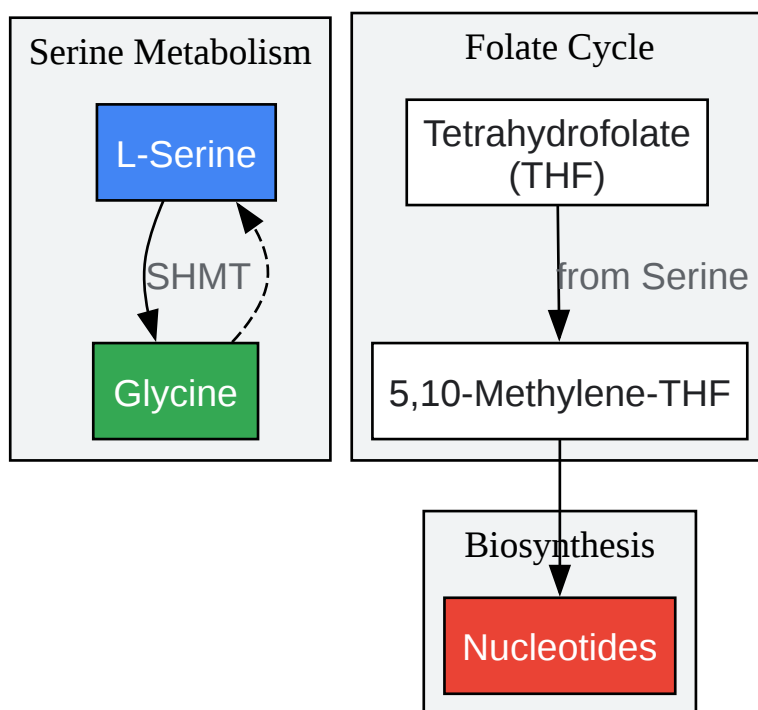 Serine Metabolism
L-Serine
SHMT
Glycine
Folate Cycle
Tetrahydrofolate
(THF)
from Serine
5,10-Methylene-THF
Biosynthesis
Nucleotides